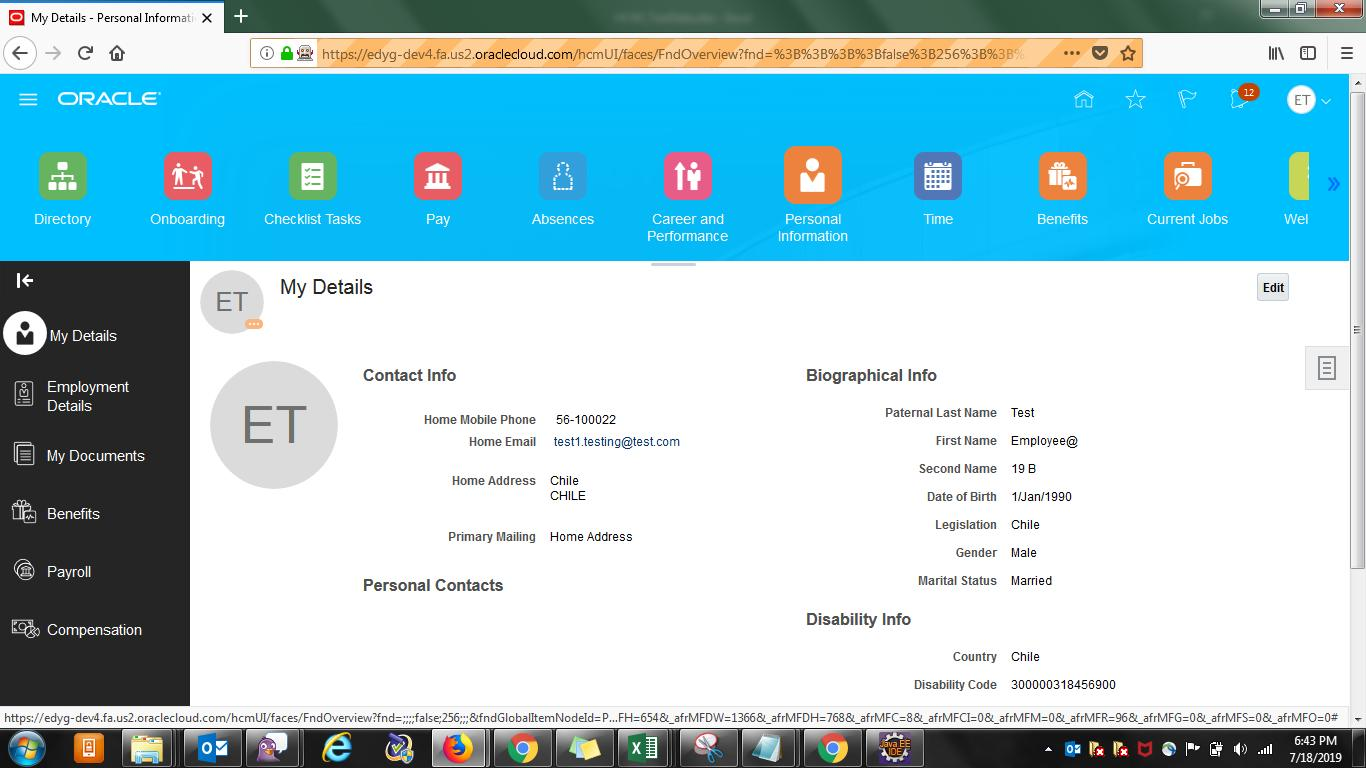 My Details - Personal Informati
https://edyg-dev4.fa.us2.oraclecloud.com/hcmUI/faces/FndOverview?fnd=%3B%3B%3B%3Bfalse%3B256%3B%3B%
ORACLE
12
ET
Directory
Onboarding
Checklist Tasks
Pay
Absences
Career and
Performance
Personal
Information
Time
Benefits
Current Jobs
Wel
My Details
Employment
Details
My Documents
Benefits
Payroll
Compensation
ET
My Details
Edit
ET
Contact Info
Home Mobile Phone 56-100022
Home Email test1.testing@test.com
Home Address Chile
CHILE
Primary Mailing Home Address
Personal Contacts
Biographical Info
Paternal Last Name Test
First Name Employee@
Second Name 19 B
Date of Birth 1/Jan/1990
Legislation Chile
Gender Male
Marital Status Married
Disability Info
Country Chile
Disability Code 300000318456900
https://edyg-dev4.fa.us2.oraclecloud.com/hcmUI/faces/FndOverview?fnd=;;;;false;256;;;&fndGlobalItemNodeId=P...FH=654&_afrMFDW=1366&_afrMFDH=768&_afrMFC=8&_afrMFCI=0&_afrMFM=0&_afrMFR=96&_afrMFG=0&_afrMFS=0&_afrMFO=0#
Java EE
IDE
6:43 PM
7/18/2019